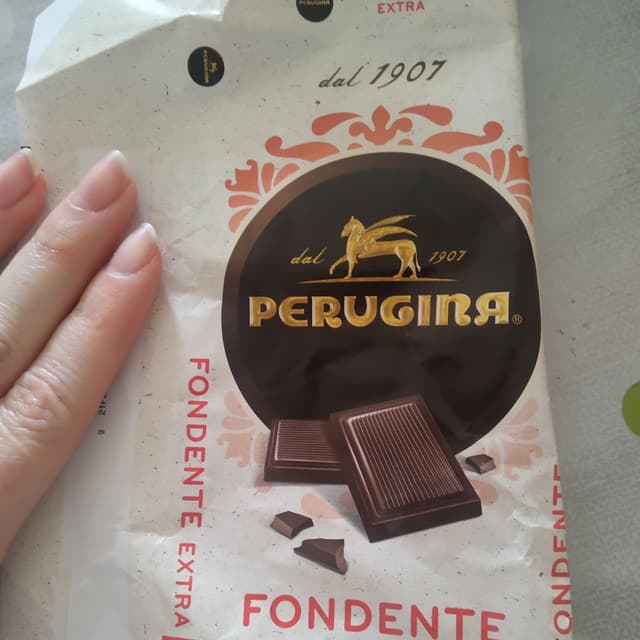 EXTRA
dal 1907
dal 1907
PERUGINA®
FONDENTE EXTRA
FONDENTE
FONDENTE